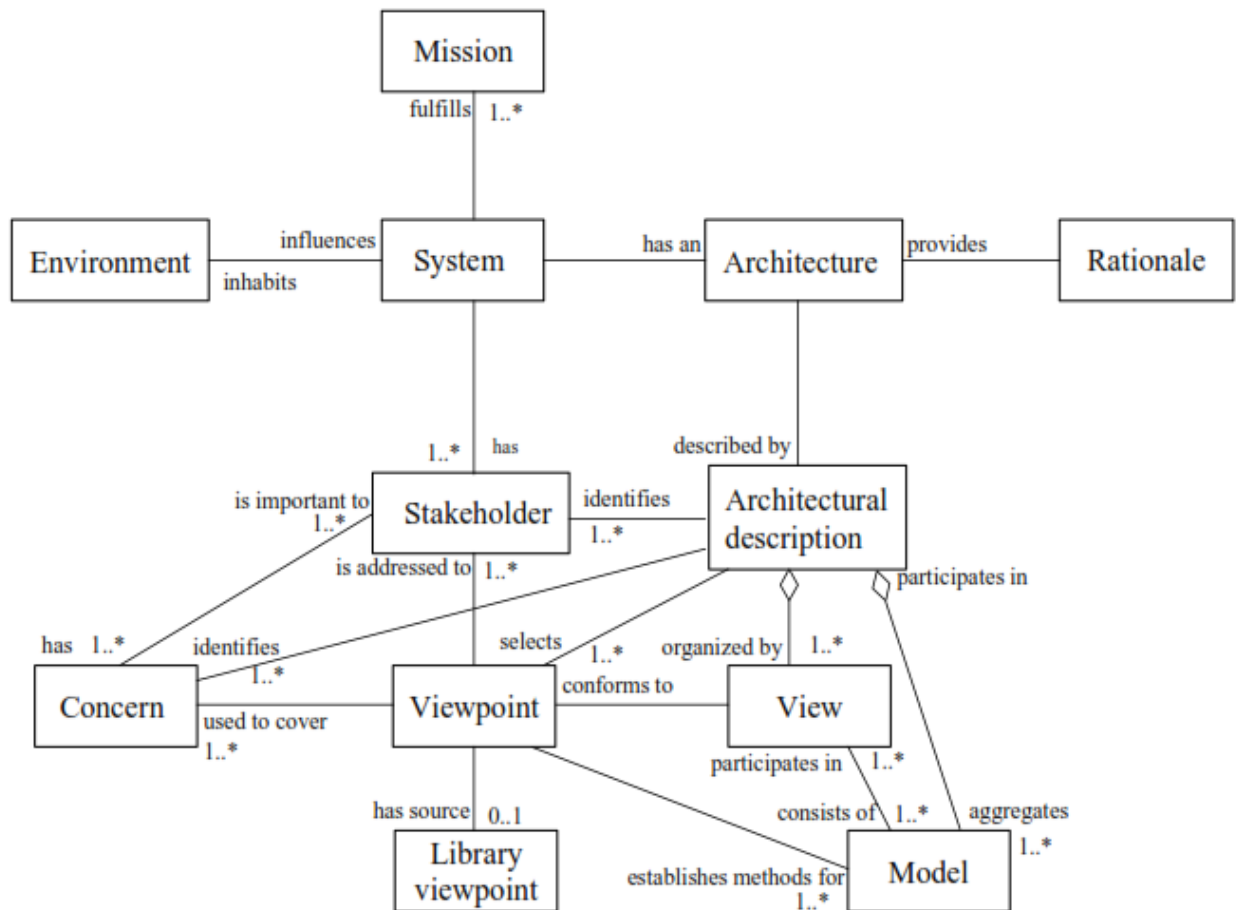 Mission
fulfills
1..*
Environment
influences
inhabits
System
has an
Architecture
provides
Rationale
1..*
has
described by
is important to
1..*
Stakeholder
identifies
1..*
Architectural
description
is addressed to
1..*
participates in
has
1..*
identifies
1..*
selects
1..*
organized by
1..*
Concern
used to cover
1..*
Viewpoint
conforms to
View
participates in
1..*
has source
0..1
consists of
1..*
aggregates
1..*
Library
viewpoint
establishes methods for
1..*
Model